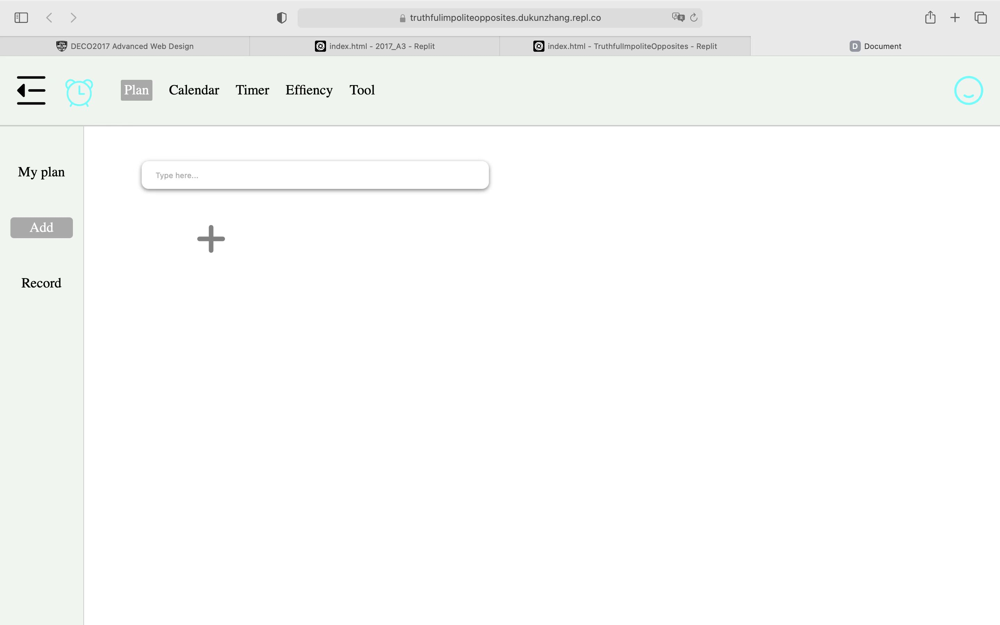 truthfulimpoliteopposites.dukunzhang.repl.co
DECO2017 Advanced Web Design
index.html - 2017_A3 - Replit
index.html - TruthfulImpoliteOpposites - Replit
D Document
Plan Calendar Timer Effiency Tool
My plan
Type here...
Add
Record